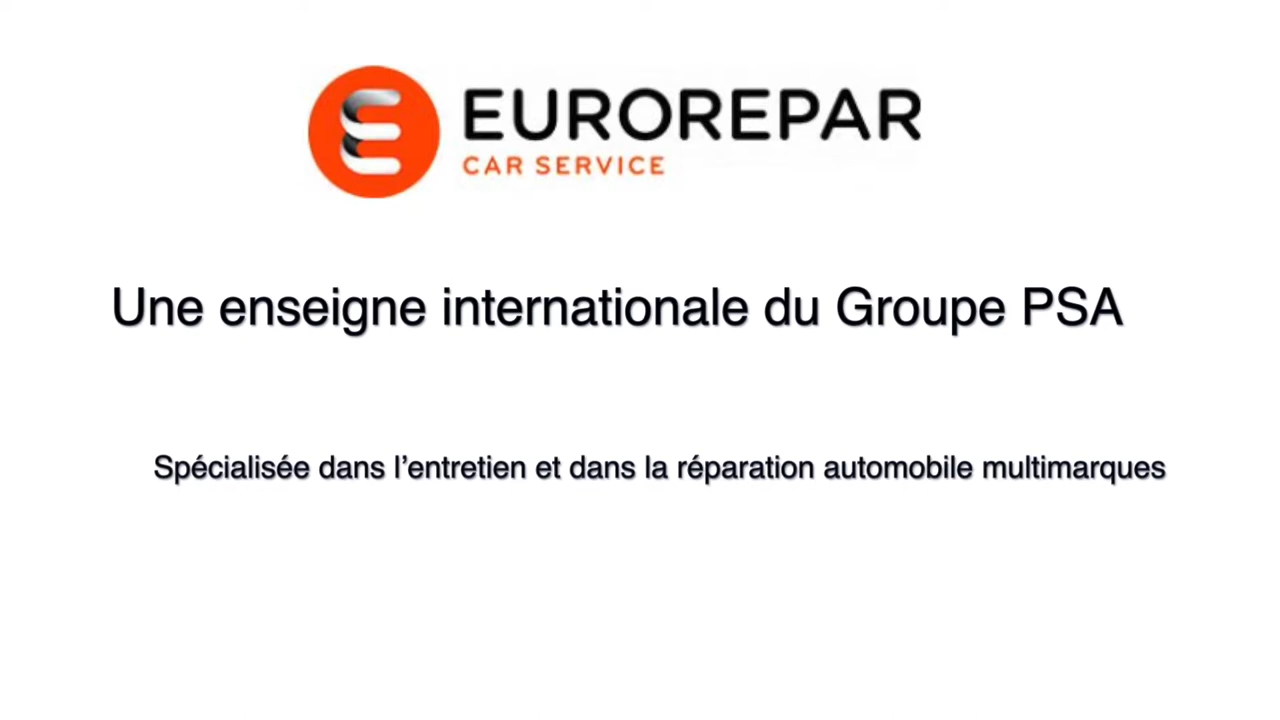 EUROREPAR
CAR SERVICE
Une enseigne internationale du Groupe PSA
Spécialisée dans l’entretien et dans la réparation automobile multimarques